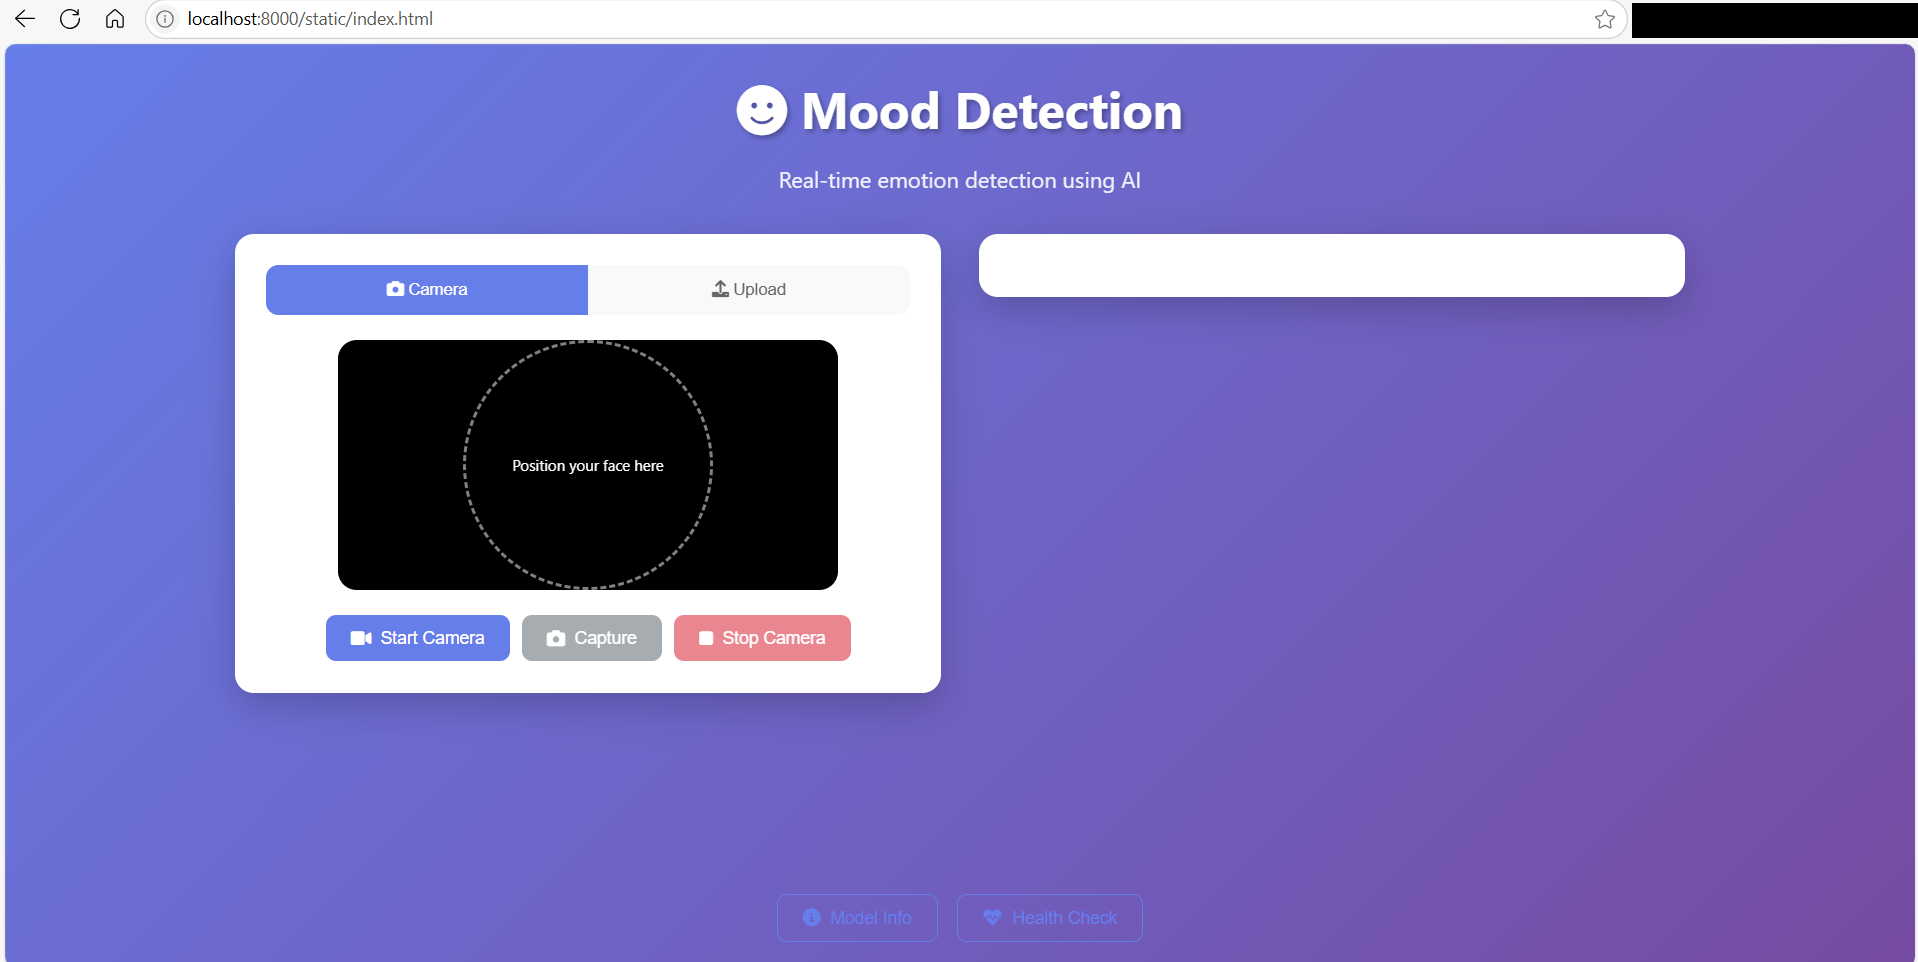 localhost:8000/static/index.html
Mood Detection
Real-time emotion detection using AI
Camera
Upload
Position your face here
Start Camera
Capture
Stop Camera
Model Info
Health Check